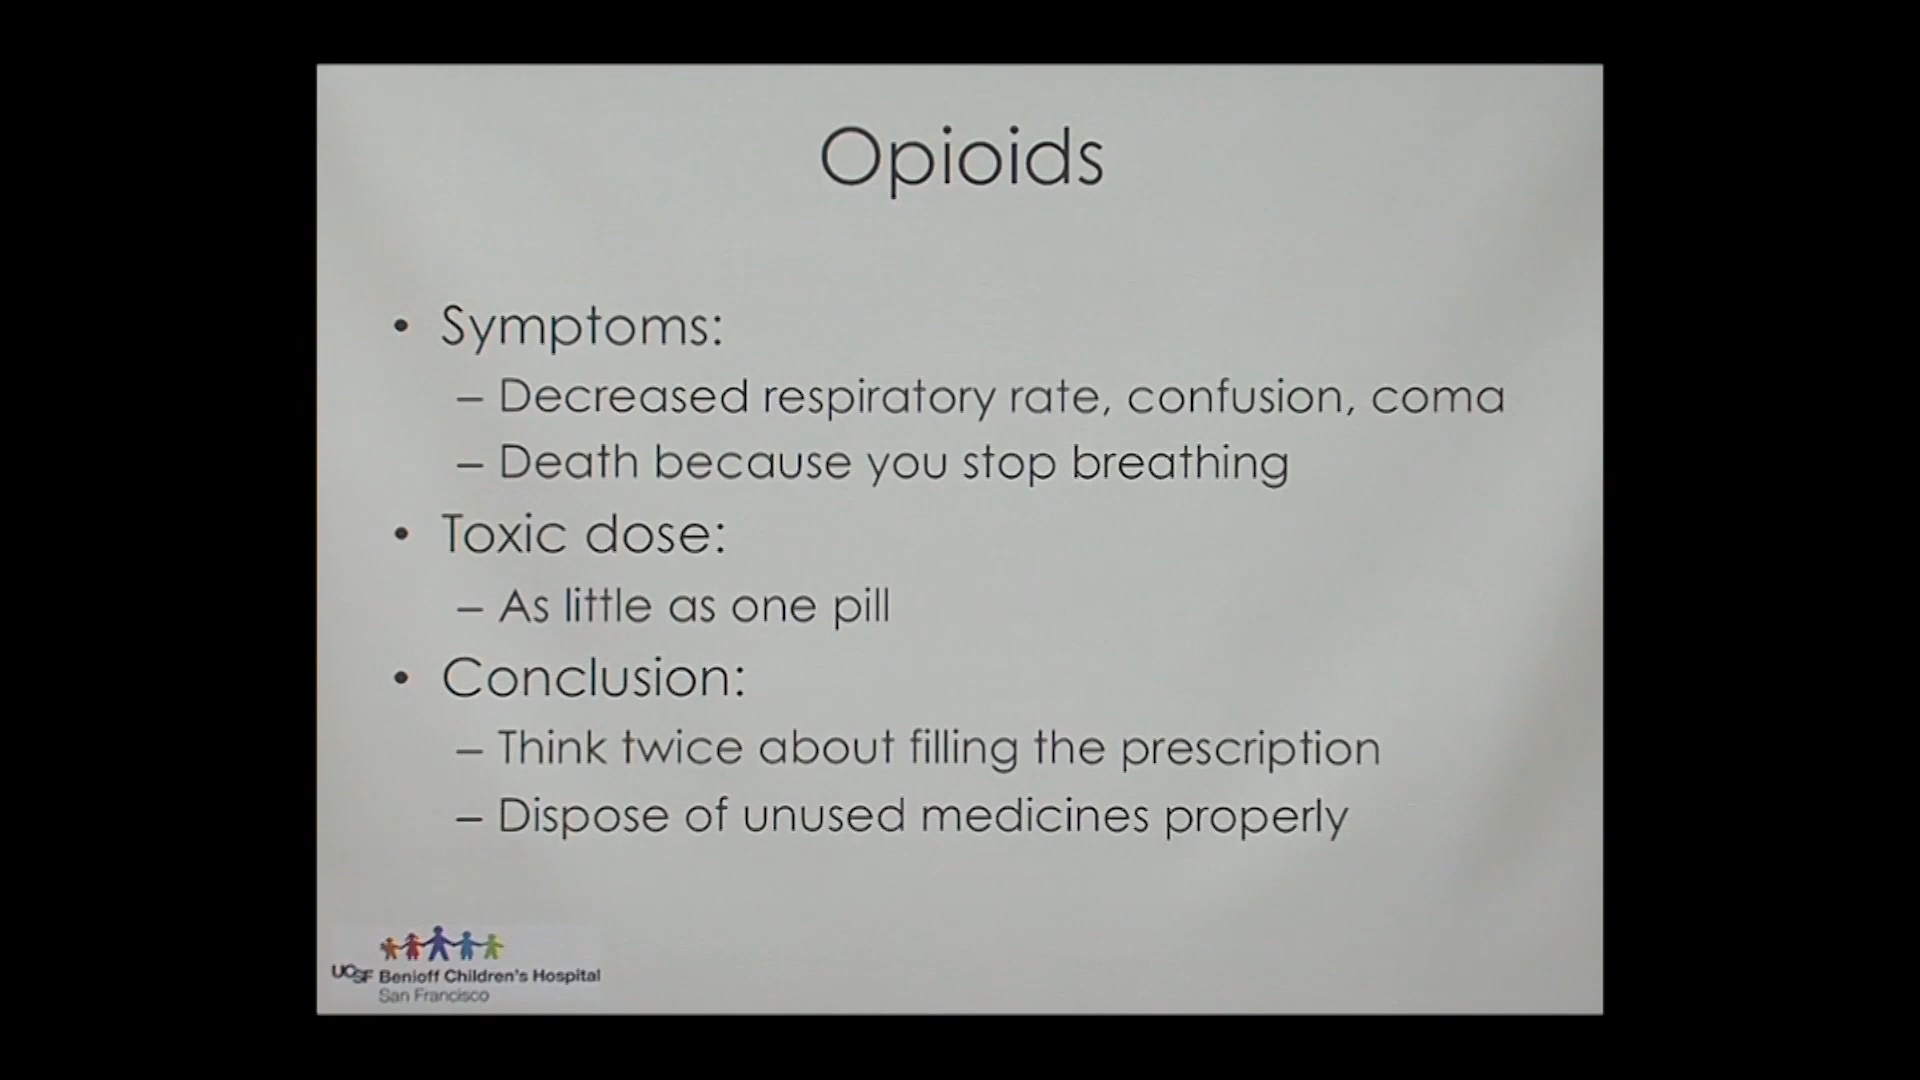 Opioids
• Symptoms:
– Decreased respiratory rate, confusion, coma
– Death because you stop breathing
• Toxic dose:
– As little as one pill
• Conclusion:
– Think twice about filling the prescription
– Dispose of unused medicines properly
UCSF Benioff Children's Hospital
San Francisco